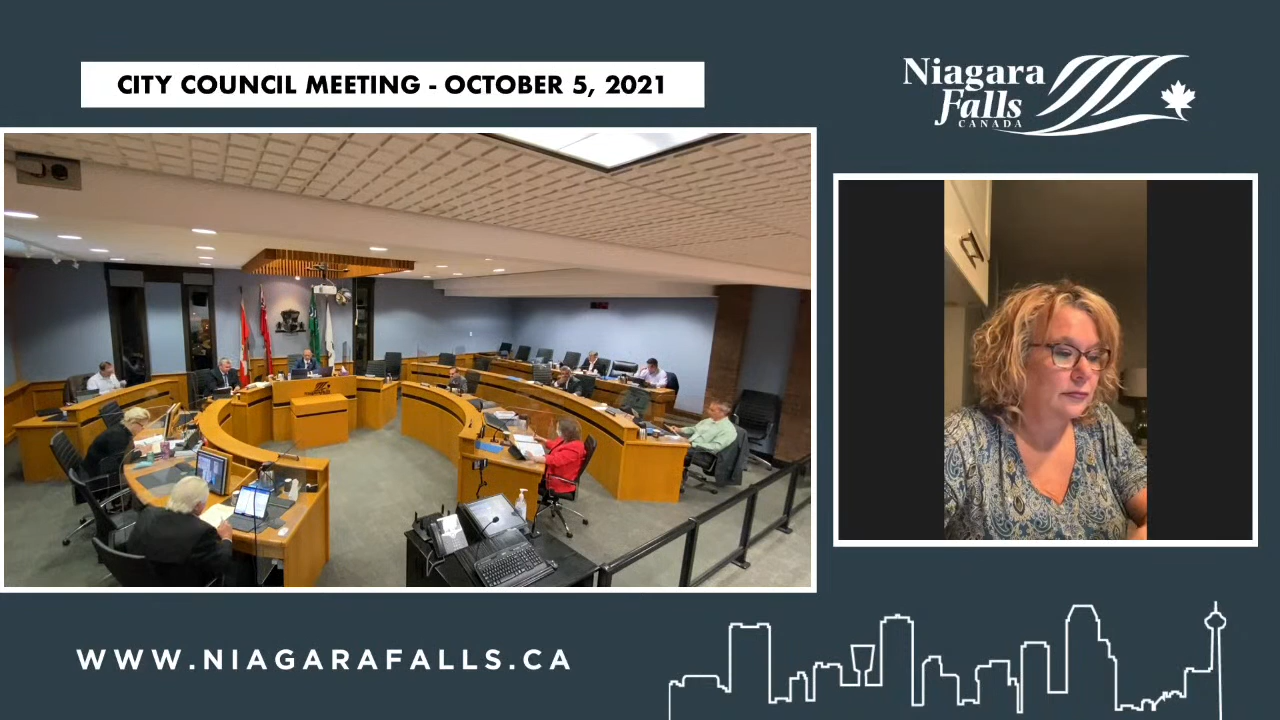 CITY COUNCIL MEETING - OCTOBER 5, 2021
Niagara
Falls
CANADA
WWW.NIAGARAFALLS.CA